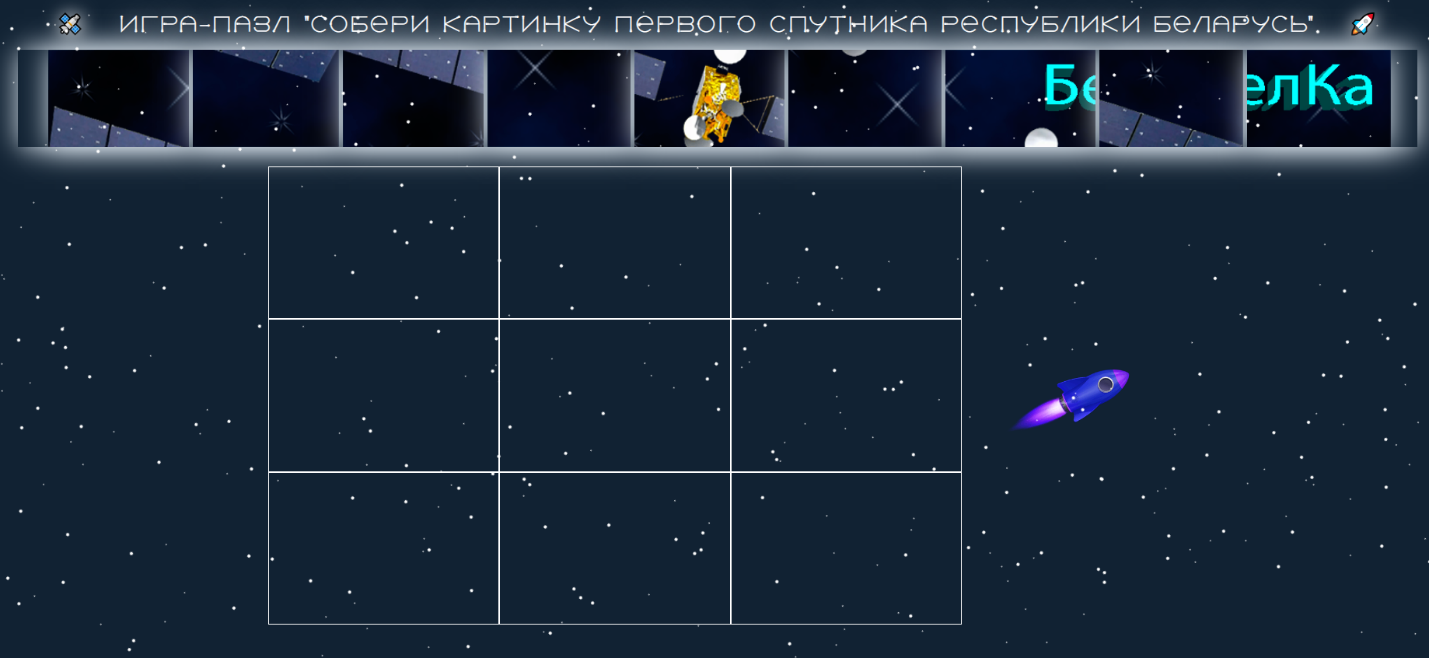 ИГРА-ПАЗЛ "СОБЕРИ КАРТИНКУ ПЕРВОГО СПУТНИКА РЕСПУБЛИКИ БЕЛАРУСЬ".
Бе
елКа